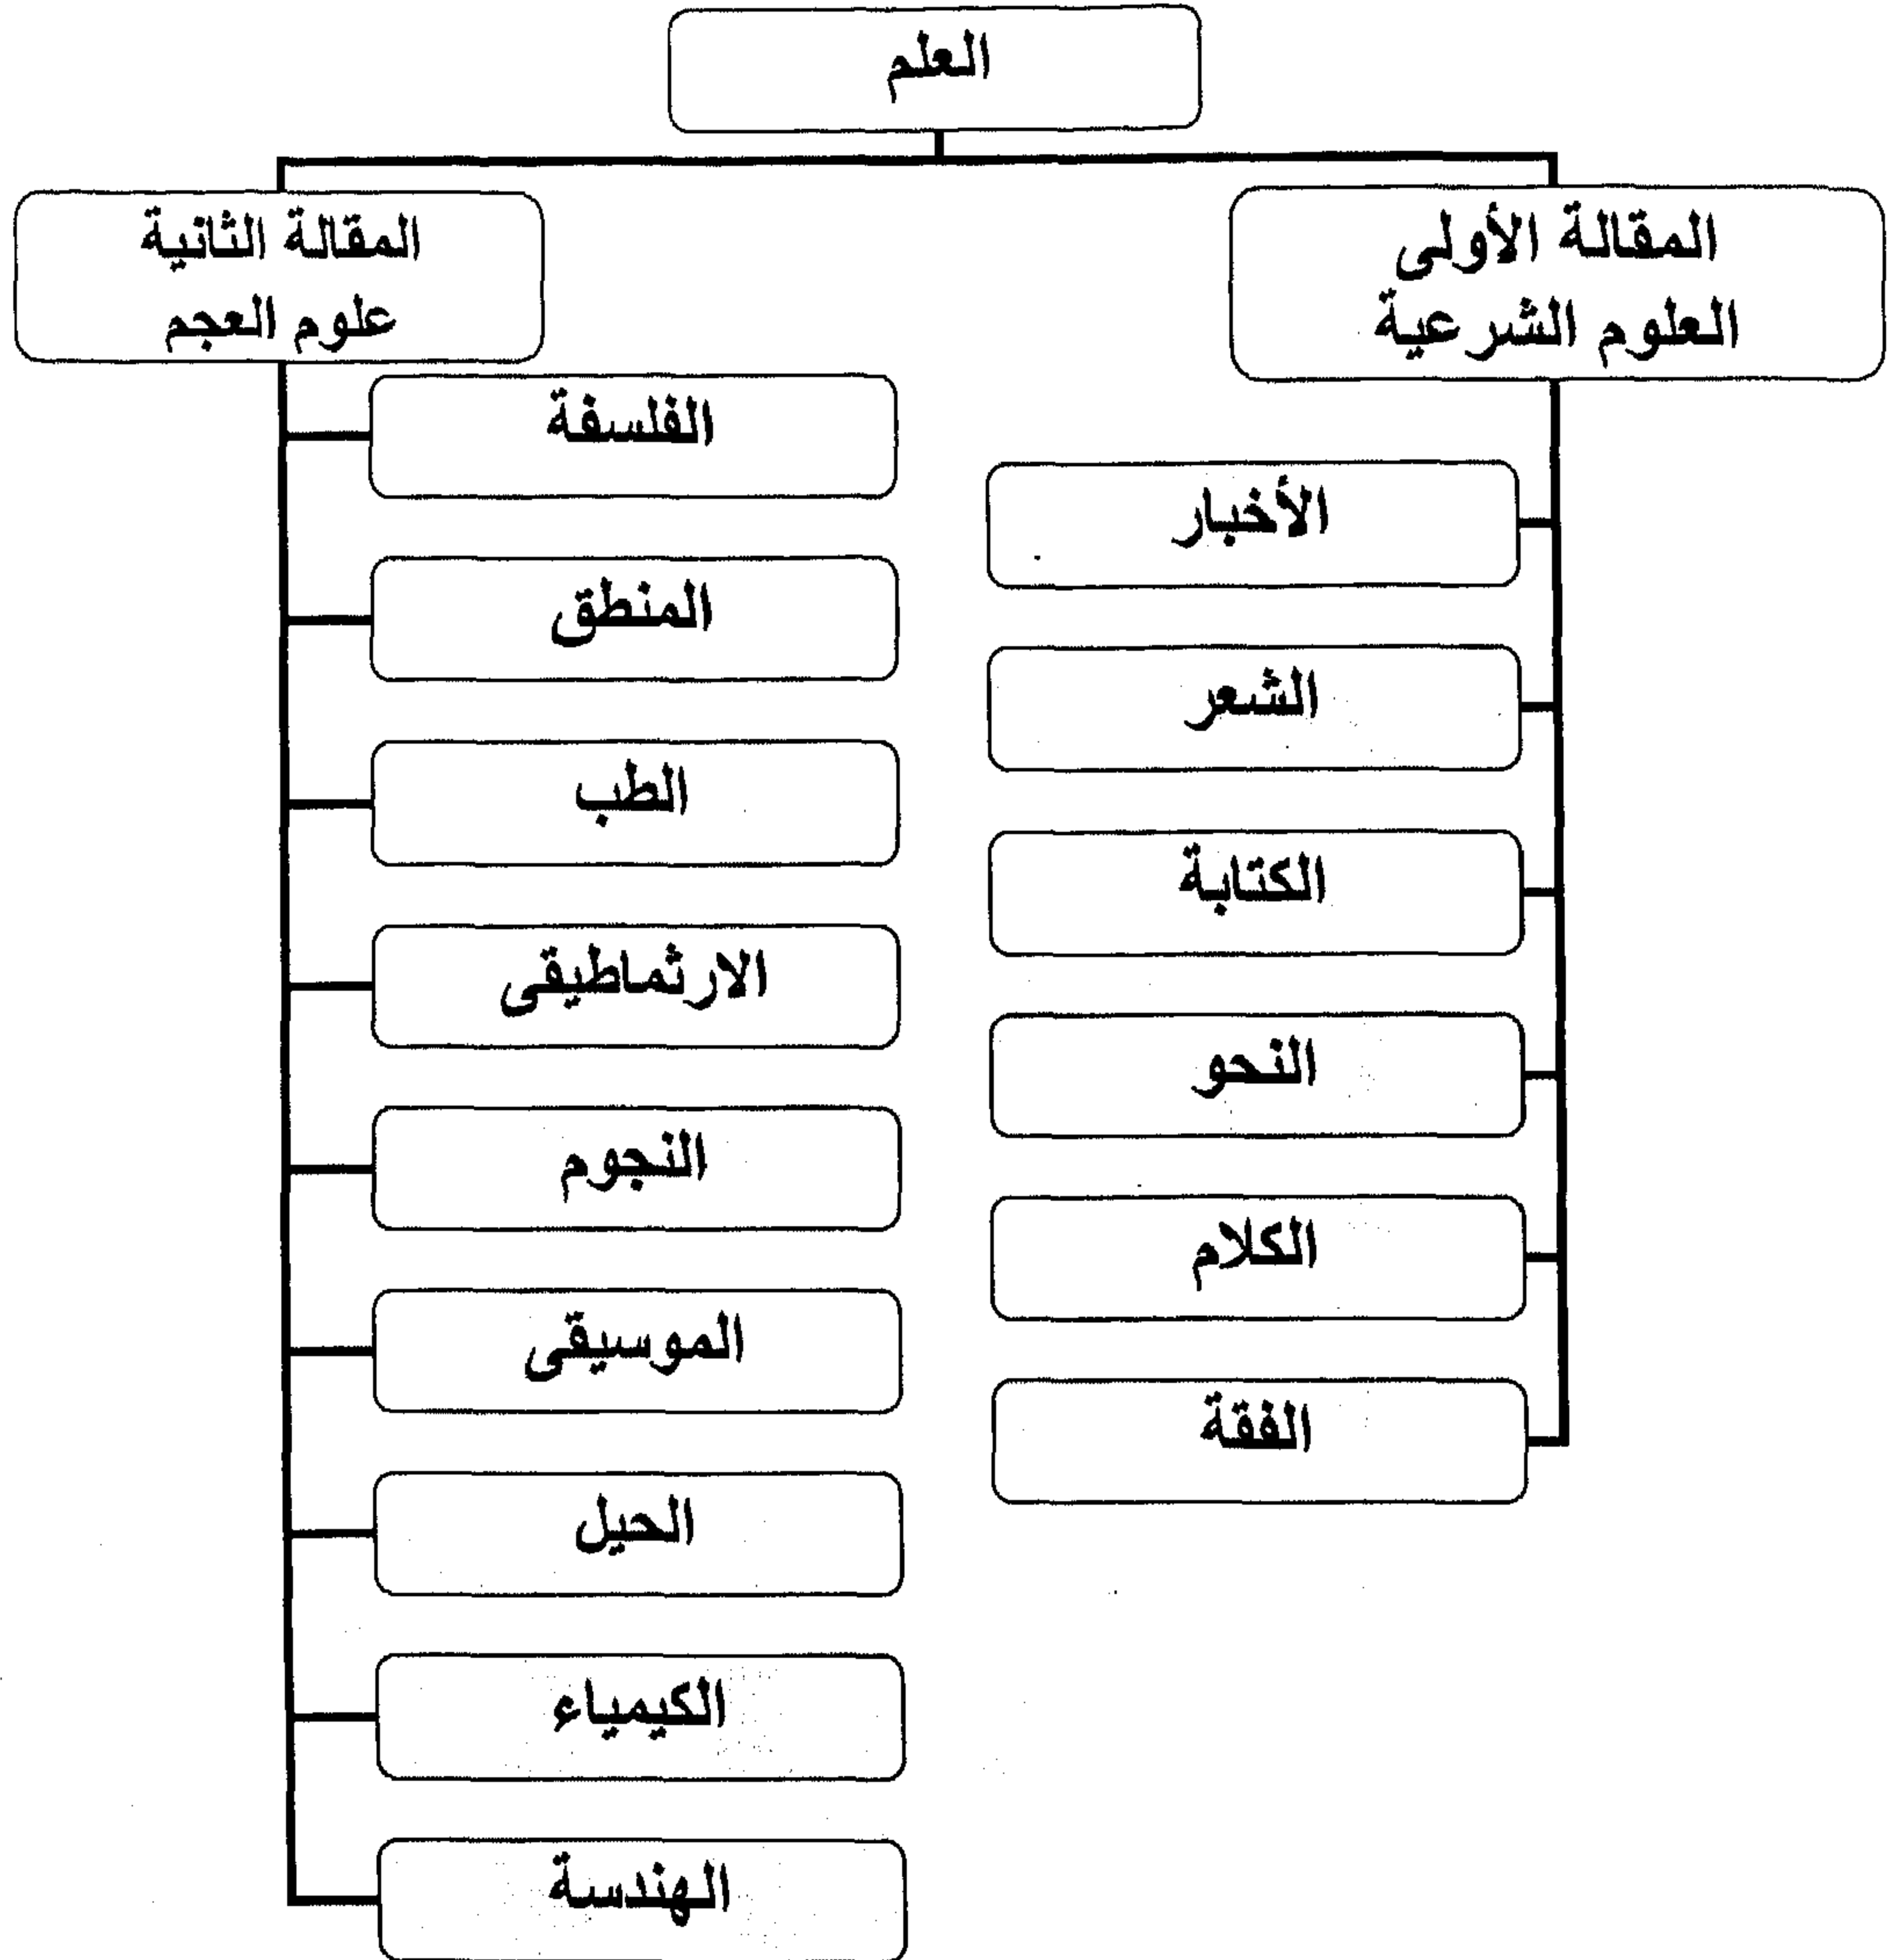 العلم
المقالة الأولى
العلوم الشرعية
الأخبار
الشعر
الكتابة
النحو
الكلام
الفقة
المقالة الثانية
علوم العجم
الفلسفة
المنطق
الطب
الارثماطيقى
النجوم
الموسيقى
الحيل
الكيمياء
الهندسة